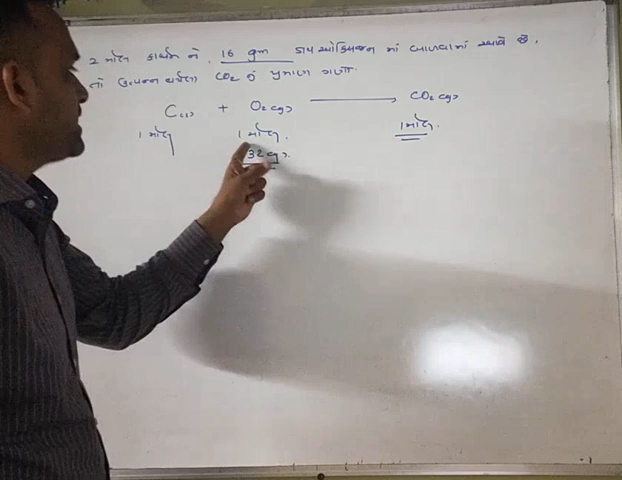 2 મોલ કાર્બન ને 16 gm ડાયઓક્સિજન માં બાળવામાં આવે છે.
તો ઉત્પન્ન થયેલા CO₂ નું પ્રમાણ ગણો.
C(s) + O₂(g) → CO₂(g)
1 મોલ 1 મોલ. 1 મોલ.
32 g.